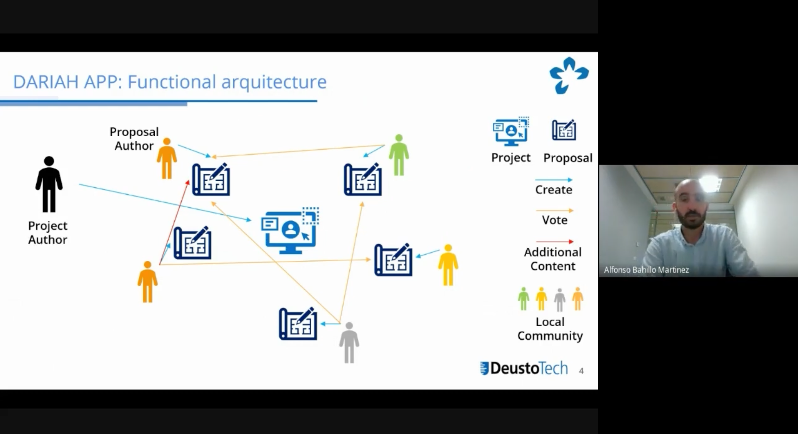 DARIAH APP: Functional arquitecture
Proposal
Author
Project
Author
Project
Proposal
Create
Vote
Additional
Content
Local
Community
DeustoTech
4
Alfonso Bahillo Martinez